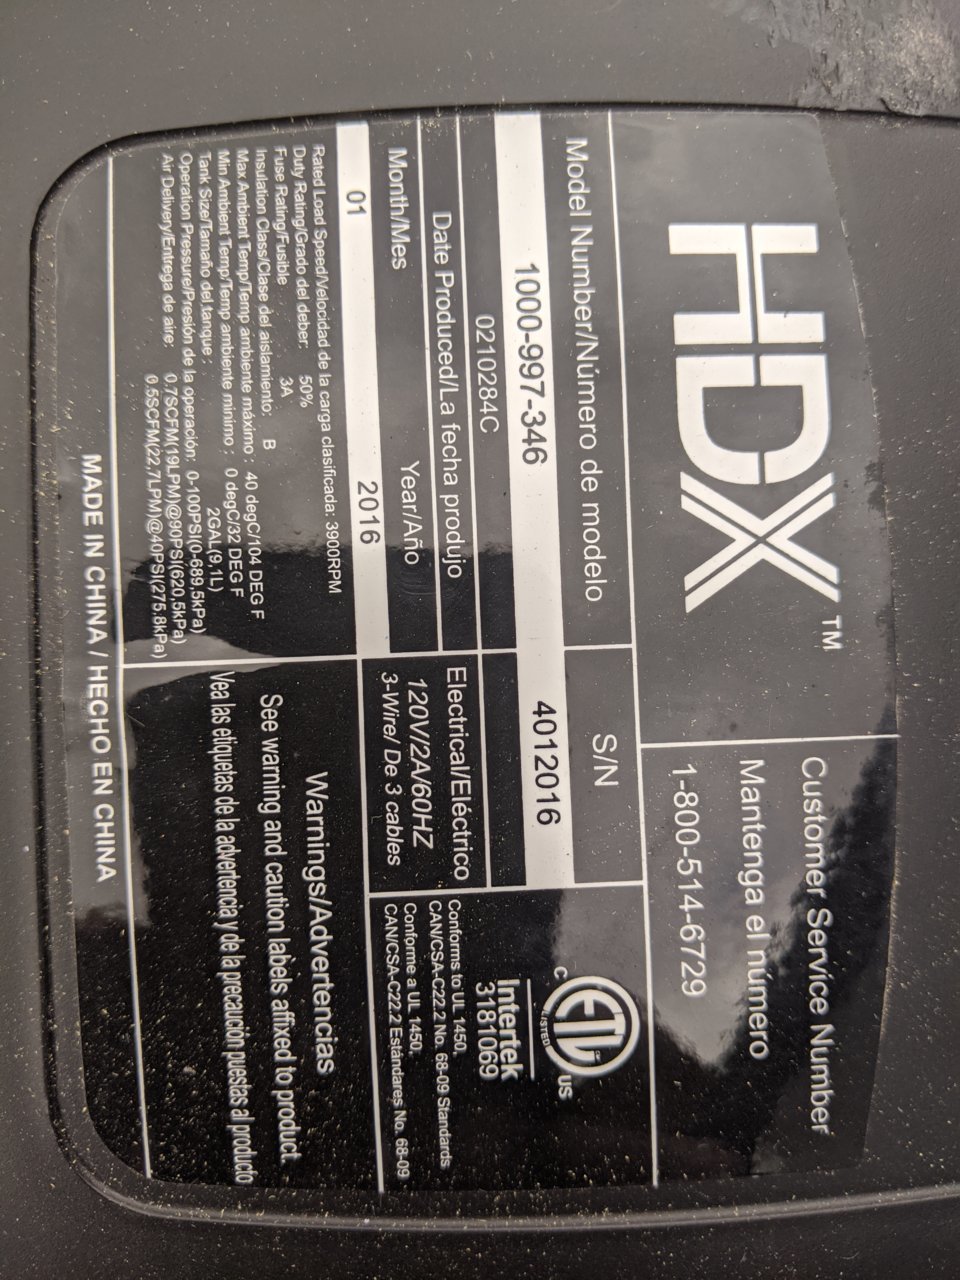 HDX™
Customer Service Number
Mantenga el número
1-800-514-6729
Model Number/Número de modelo
S/N
1000-997-346
4012016
0210284C
Date Produced/La fecha produjo
Month/Mes
Year/Año
01
2016
Electrical/Eléctrico
120V/2A/60HZ
3-Wire/ De 3 cables
C ETL US
LISTED
Intertek
3181069
Conforms to UL 1450,
CAN/CSA-C22.2 No. 68-09 Standards
Conforme a UL 1450,
CAN/CSA-C22.2 Estándares No. 68-09
Rated Load Speed/Velocidad de la carga clasificada: 3900RPM
Duty Rating/Grado del deber: 50%
Fuse Rating/Fusible 3A
Insulation Class/Clase del aislamiento: B
Max Ambient Temp/Temp ambiente máximo: 40 degC/104 DEG F
Min Ambient Temp/Temp ambiente mínimo : 0 degC/32 DEG F
Tank Size/Tamaño del tanque : 2GAL(9,1L)
Operation Pressure/Presión de la operación: 0-100PSI(0-689,5kPa)
Air Delivery/Entrega de aire: 0.7SCFM(19LPM)@90PSI(620,5kPa)
0.5SCFM(22,7LPM)@40PSI(275,8kPa)
Warnings/Advertencias
See warning and caution labels affixed to product.
Vea las etiquetas de la advertencia y de la precaución puestas al producto
MADE IN CHINA / HECHO EN CHINA